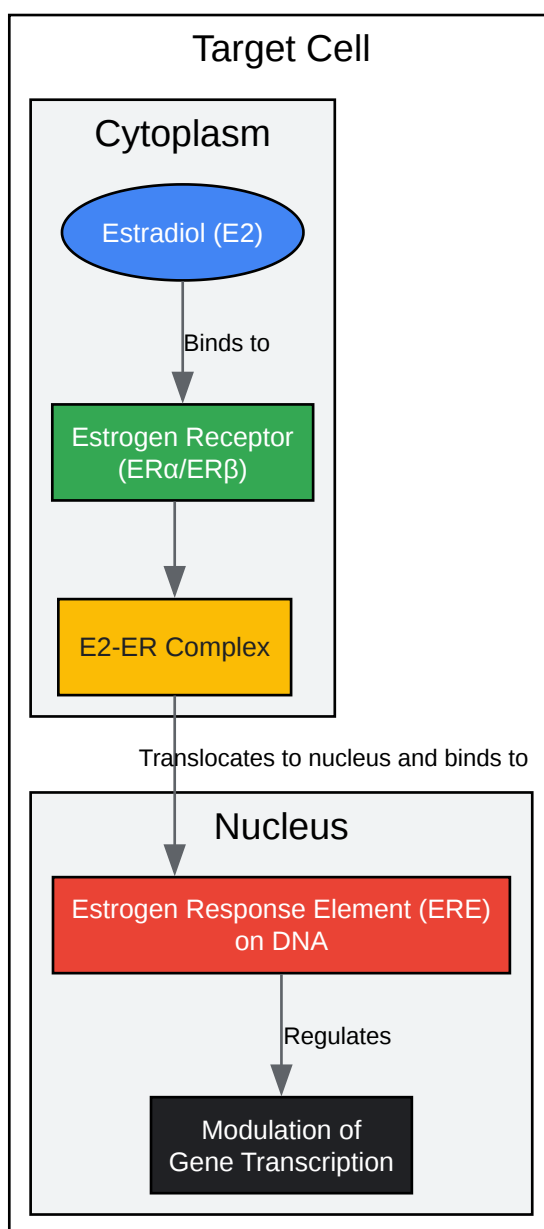 Target Cell
Cytoplasm
Estradiol (E2)
Binds to
Estrogen Receptor
(ERα/ERβ)
E2-ER Complex
Translocates to nucleus and binds to
Nucleus
Estrogen Response Element (ERE)
on DNA
Regulates
Modulation of
Gene Transcription